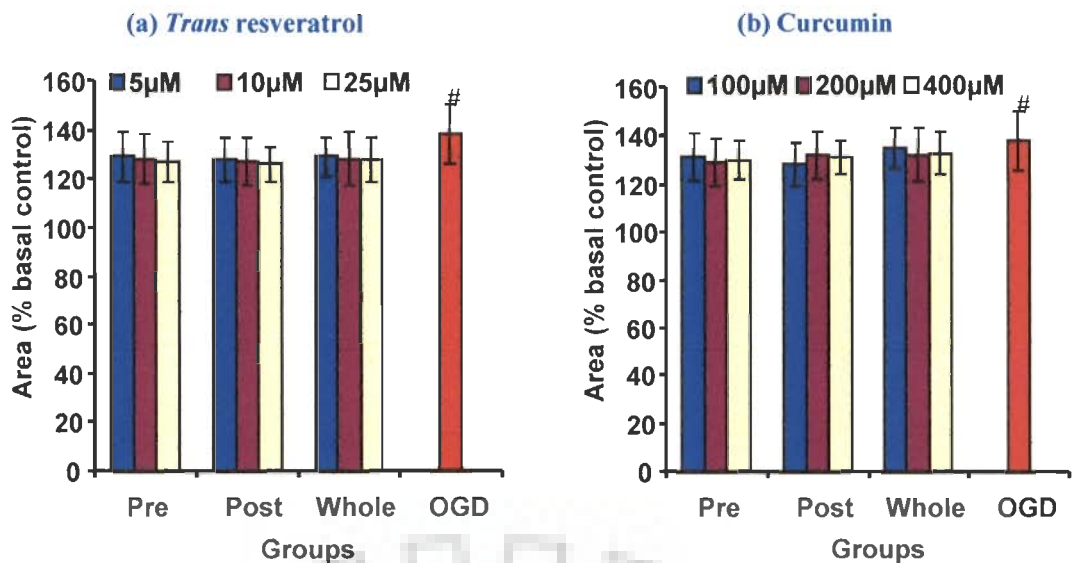 (a) Trans resveratrol
160
140
120
100
80
60
40
20
0
Area (% basal control)
5µM 10µM 25µM
#
Pre Post Whole OGD
Groups
(b) Curcumin
160
140
120
100
80
60
40
20
0
Area (% basal control)
100µM 200µM 400µM
#
Pre Post Whole OGD
Groups